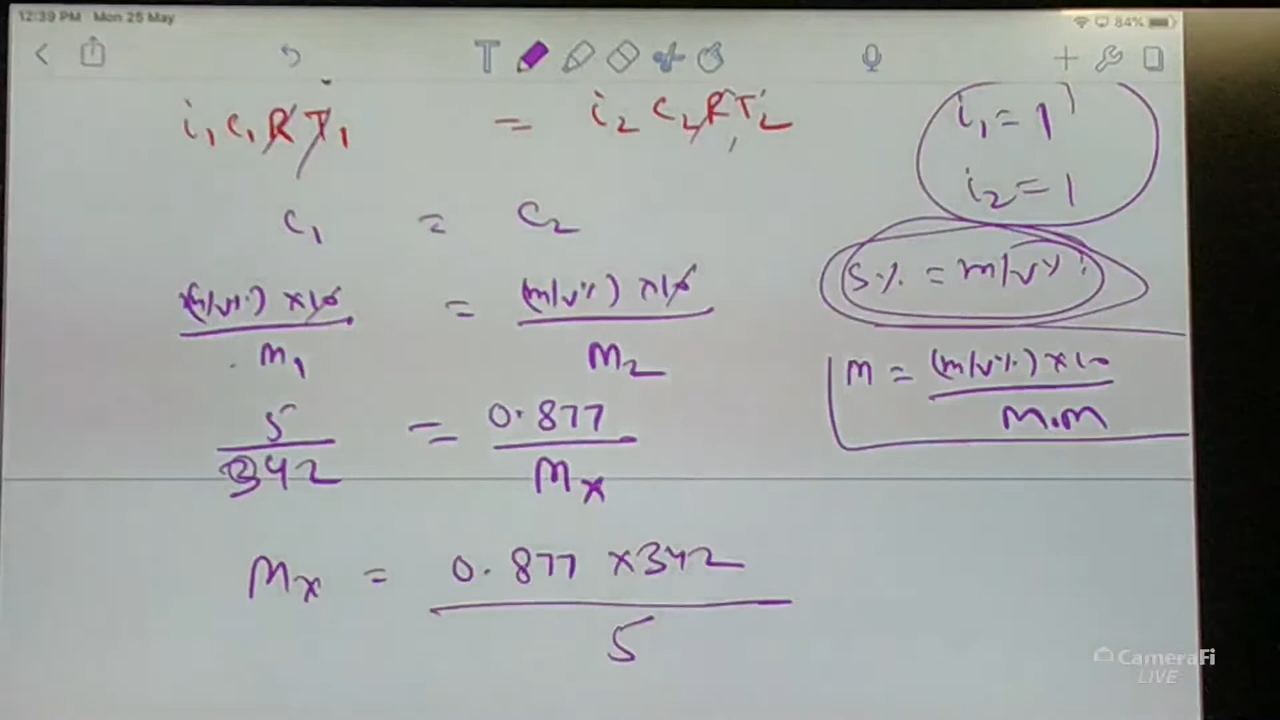 12:39 PM Mon 25 May
84%
i₁C₁RT₁ = i₂C₂RT₂
i₁ = 1
i₂ = 1
C₁ = C₂
5% = m/v%
(m/v%) × 10 / M₁ = (m/v%) × 10 / M₂
M = (m/v%) × 10 / M.M
5 / 342 = 0.877 / Mx
Mx = 0.877 × 342 / 5
CameraFi
LIVE